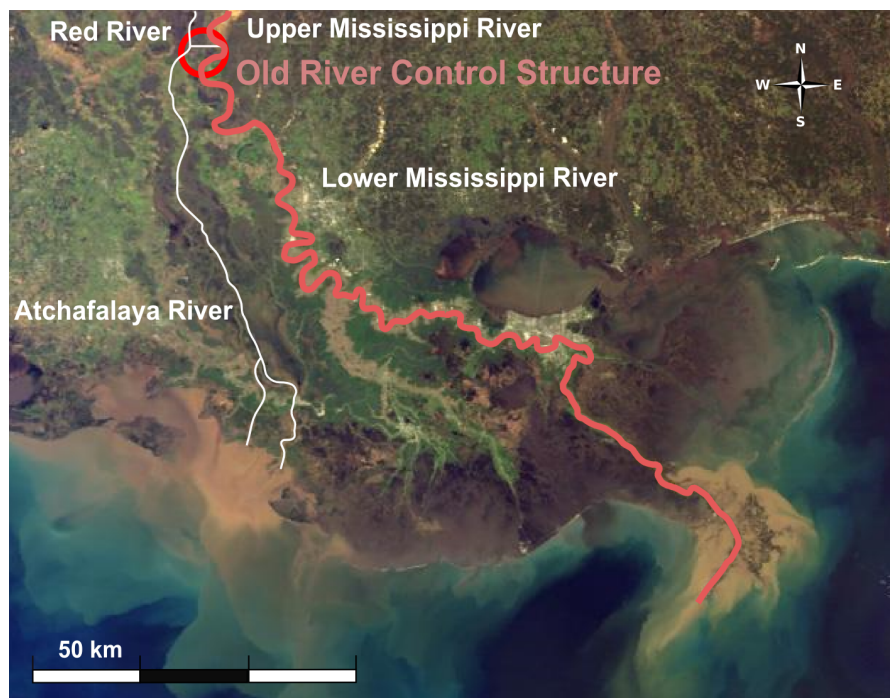 Red River
Upper Mississippi River
Old River Control Structure
N
W
E
S
Lower Mississippi River
Atchafalaya River
50 km